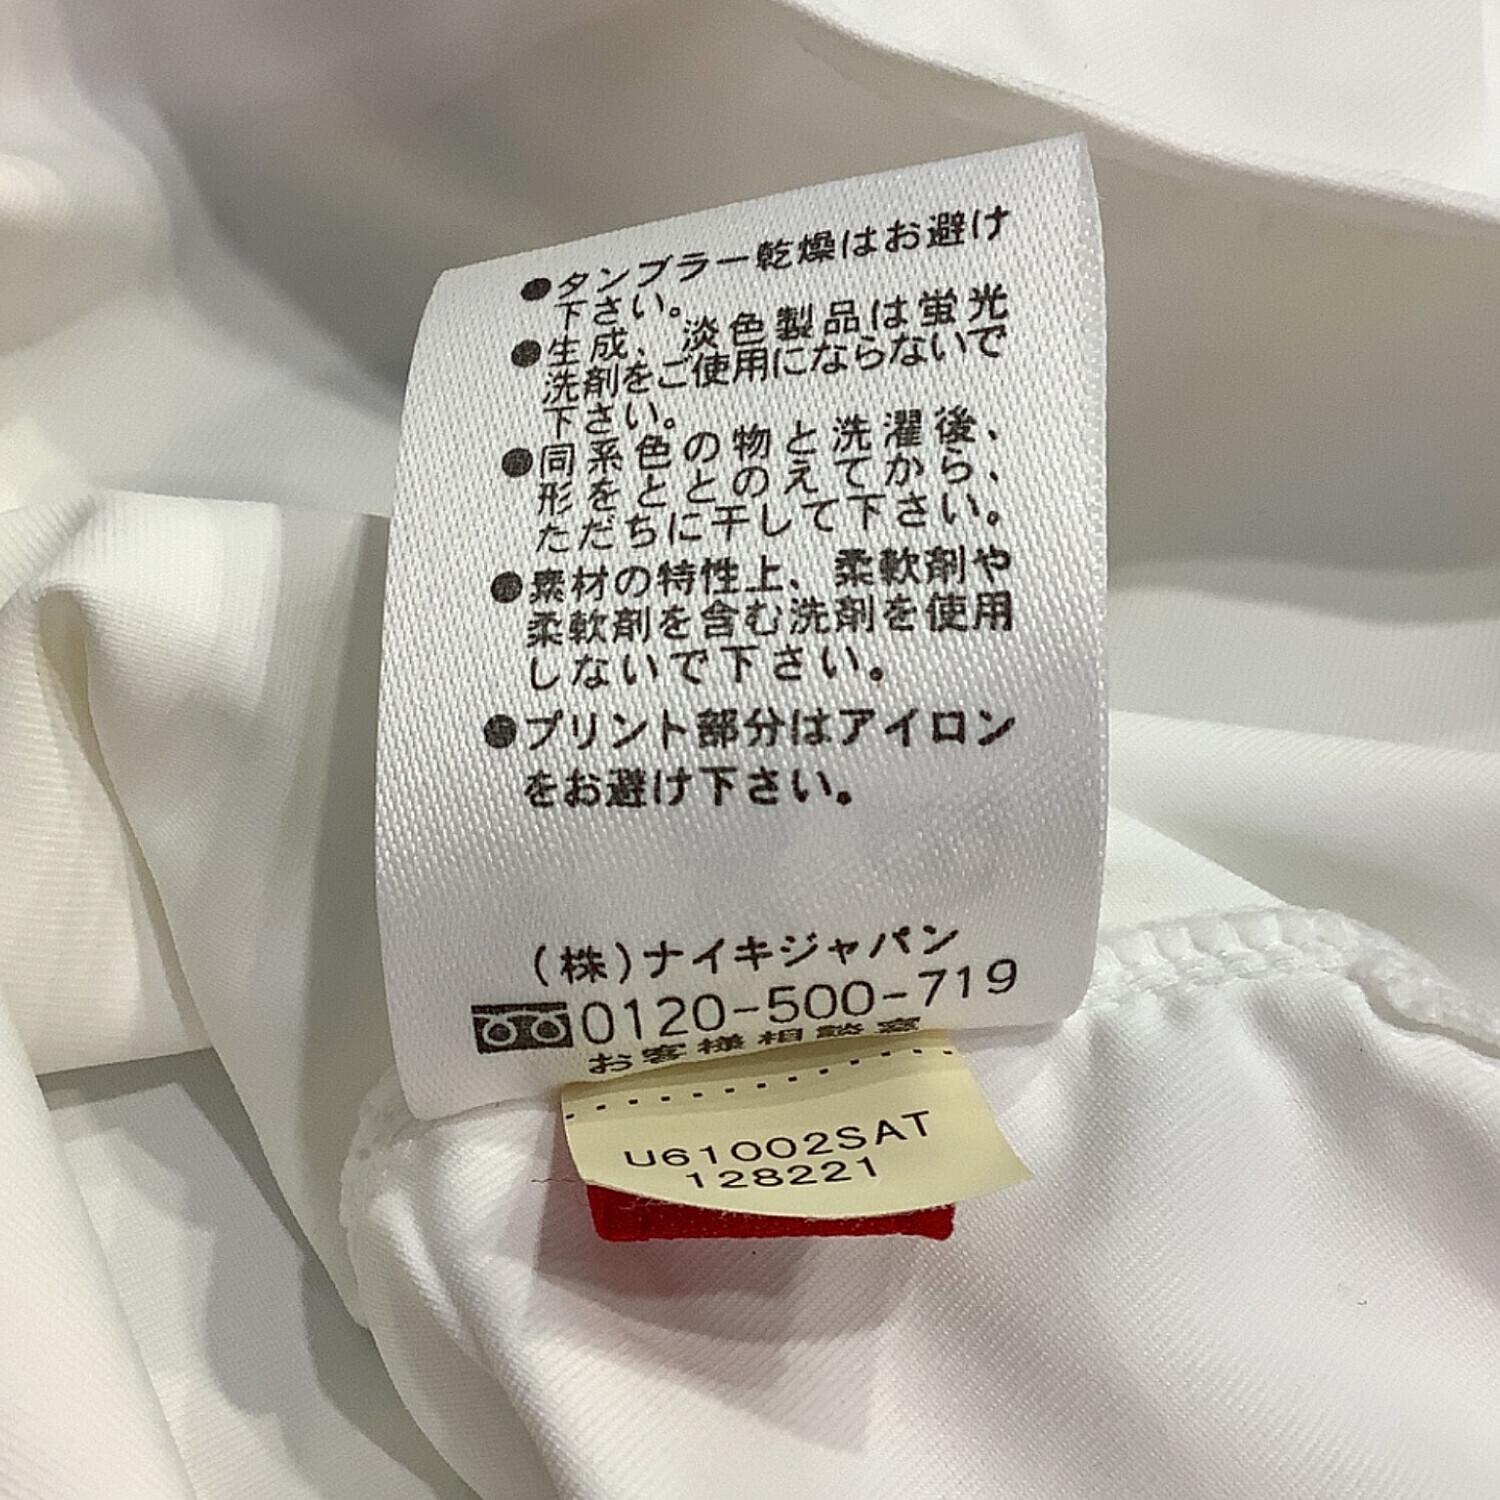 ●タンブラー乾燥はお避け
下さい。
●生成、淡色製品は蛍光
洗剤をご使用にならないで
下さい。
●同系色の物と洗濯後、
形をととのえてから、
ただちに干して下さい。
●素材の特性上、柔軟剤や
柔軟剤を含む洗剤を使用
しないで下さい。
●プリント部分はアイロン
をお避け下さい。
(株)ナイキジャパン
0120-500-719
お客様相談室
U61002SAT
128221